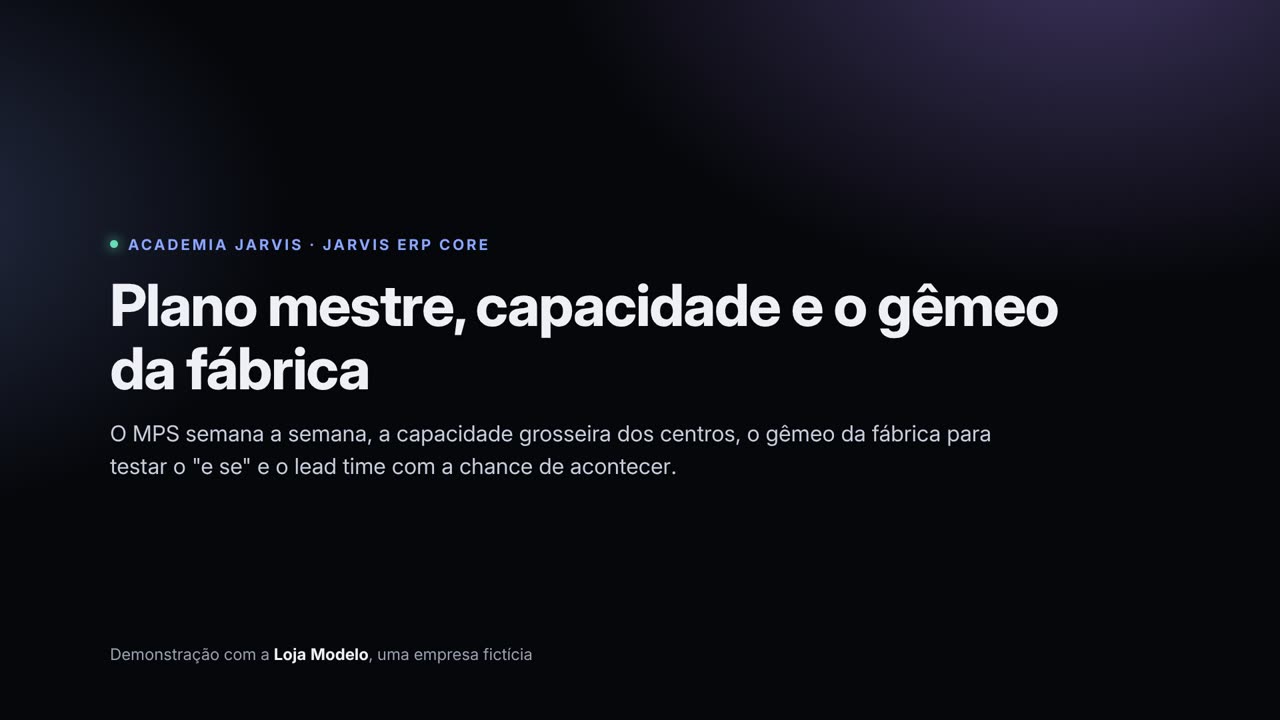 ACADEMIA JARVIS · JARVIS ERP CORE
Plano mestre, capacidade e o gêmeo
da fábrica
O MPS semana a semana, a capacidade grosseira dos centros, o gêmeo da fábrica para
testar o "e se" e o lead time com a chance de acontecer.
Demonstração com a Loja Modelo, uma empresa fictícia